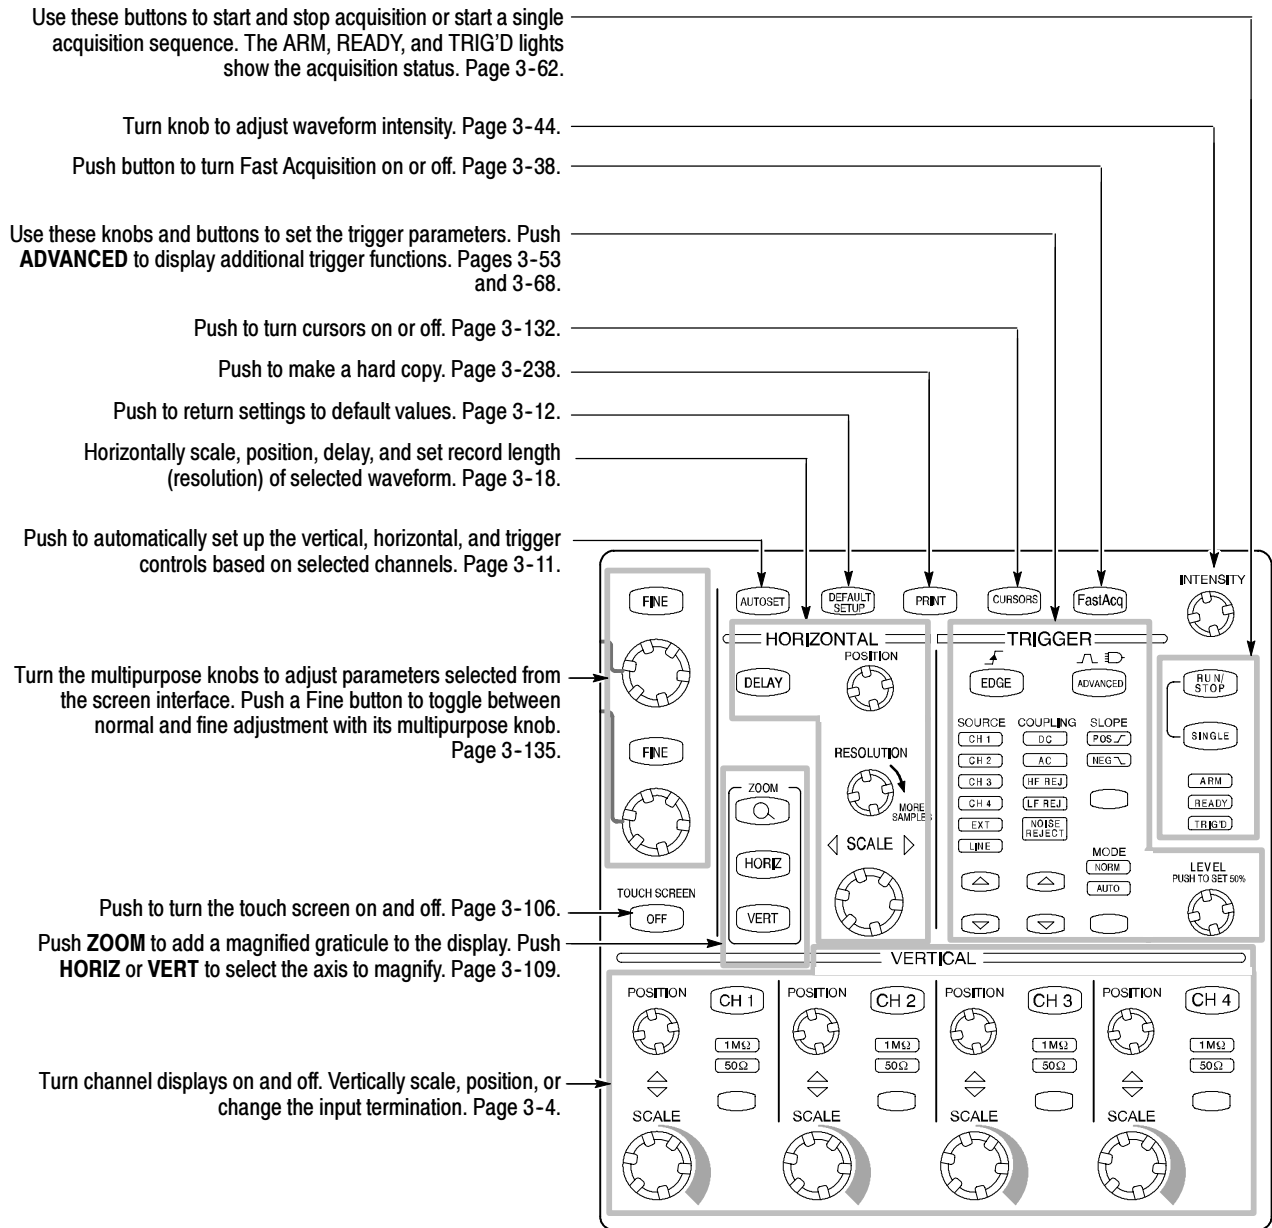 Use these buttons to start and stop acquisition or start a single
acquisition sequence. The ARM, READY, and TRIG’D lights
show the acquisition status. Page 3-62.
Turn knob to adjust waveform intensity. Page 3-44.
Push button to turn Fast Acquisition on or off. Page 3-38.
Use these knobs and buttons to set the trigger parameters. Push
ADVANCED to display additional trigger functions. Pages 3-53
and 3-68.
Push to turn cursors on or off. Page 3-132.
Push to make a hard copy. Page 3-238.
Push to return settings to default values. Page 3-12.
Horizontally scale, position, delay, and set record length
(resolution) of selected waveform. Page 3-18.
Push to automatically set up the vertical, horizontal, and trigger
controls based on selected channels. Page 3-11.
Turn the multipurpose knobs to adjust parameters selected from
the screen interface. Push a Fine button to toggle between
normal and fine adjustment with its multipurpose knob.
Page 3-135.
Push to turn the touch screen on and off. Page 3-106.
Push ZOOM to add a magnified graticule to the display. Push
HORIZ or VERT to select the axis to magnify. Page 3-109.
Turn channel displays on and off. Vertically scale, position, or
change the input termination. Page 3-4.
FINE
FINE
TOUCH SCREEN
OFF
AUTOSET
DEFAULT
SETUP
PRINT
CURSORS
FastAcq
INTENSITY
HORIZONTAL
POSITION
DELAY
RESOLUTION
MORE
SAMPLES
SCALE
ZOOM
HORIZ
VERT
TRIGGER
EDGE
ADVANCED
SOURCE
CH 1
CH 2
CH 3
CH 4
EXT
LINE
COUPLING
DC
AC
HF REJ
LF REJ
NOISE
REJECT
SLOPE
POS
NEG
MODE
NORM
AUTO
RUN/
STOP
SINGLE
ARM
READY
TRIG'D
LEVEL
PUSH TO SET 50%
VERTICAL
POSITION
CH 1
1MΩ
50Ω
SCALE
POSITION
CH 2
1MΩ
50Ω
SCALE
POSITION
CH 3
1MΩ
50Ω
SCALE
POSITION
CH 4
1MΩ
50Ω
SCALE